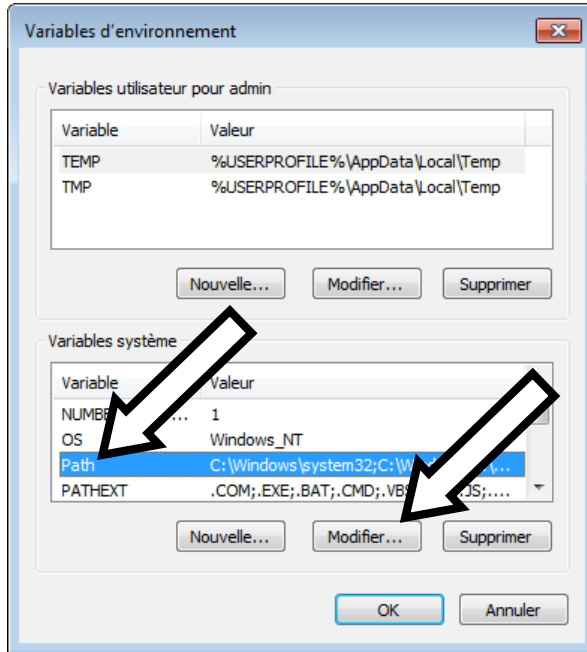 Variables d'environnement
Variables utilisateur pour admin
Variable Valeur
TEMP %USERPROFILE%\AppData\Local\Temp
TMP %USERPROFILE%\AppData\Local\Temp
Nouvelle... Modifier... Supprimer
Variables système
Variable Valeur
... 1
OS Windows_NT
Path C:\Windows\system32;C:\...
PATHEXT .COM;.EXE;.BAT;.CMD;....
Nouvelle... Modifier... Supprimer
OK Annuler